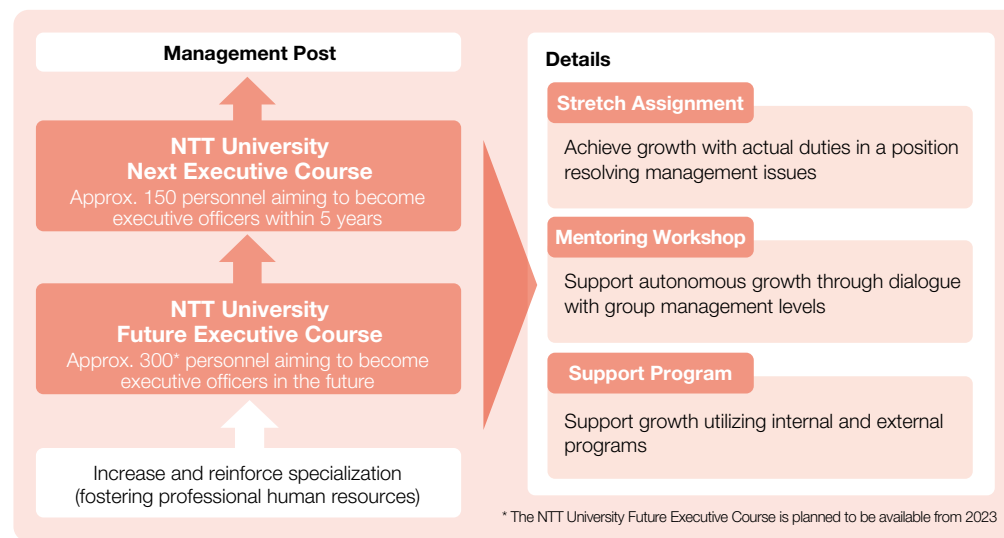 Management Post
NTT University
Next Executive Course
Approx. 150 personnel aiming to become
executive officers within 5 years
NTT University
Future Executive Course
Approx. 300* personnel aiming to become
executive officers in the future
Increase and reinforce specialization
(fostering professional human resources)
Details
Stretch Assignment
Achieve growth with actual duties in a position
resolving management issues
Mentoring Workshop
Support autonomous growth through dialogue
with group management levels
Support Program
Support growth utilizing internal and external
programs
* The NTT University Future Executive Course is planned to be available from 2023